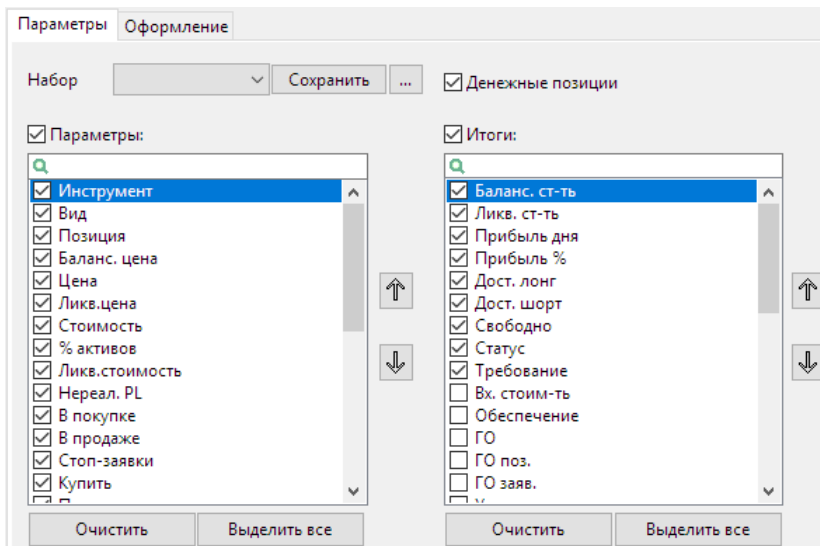 Параметры Оформление
Набор Сохранить ... Денежные позиции
Параметры: Итоги:
Инструмент Баланс. ст-ть
Вид Ликв. ст-ть
Позиция Прибыль дня
Баланс. цена Прибыль %
Цена Дост. лонг
Ликв.цена Дост. шорт
Стоимость Свободно
% активов Статус
Ликв.стоимость Требование
Нереал. PL Вх. стоим-ть
В покупке Обеспечение
В продаже ГО
Стоп-заявки ГО поз.
Купить ГО заяв.
Очистить Выделить все Очистить Выделить все